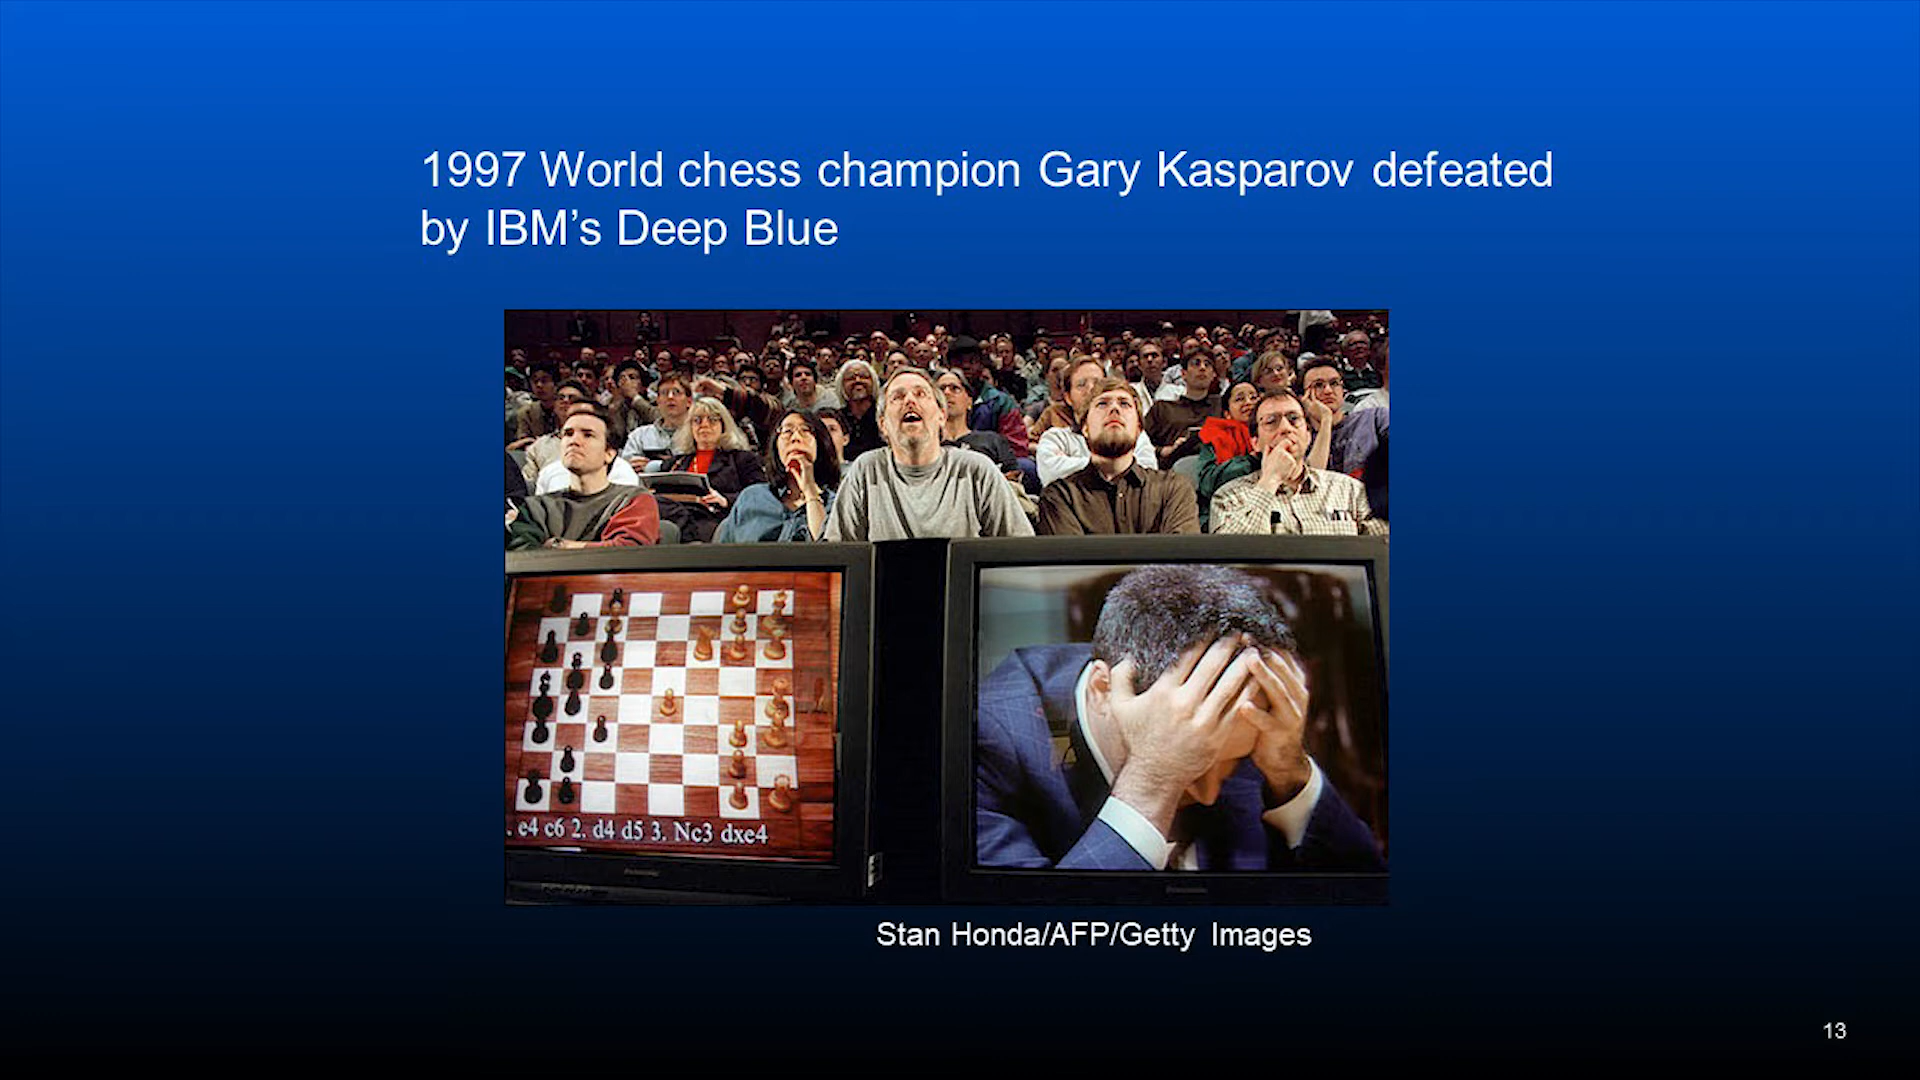 1997 World chess champion Gary Kasparov defeated
by IBM’s Deep Blue
. e4 c6 2. d4 d5 3. Nc3 dxe4
Stan Honda/AFP/Getty Images
13